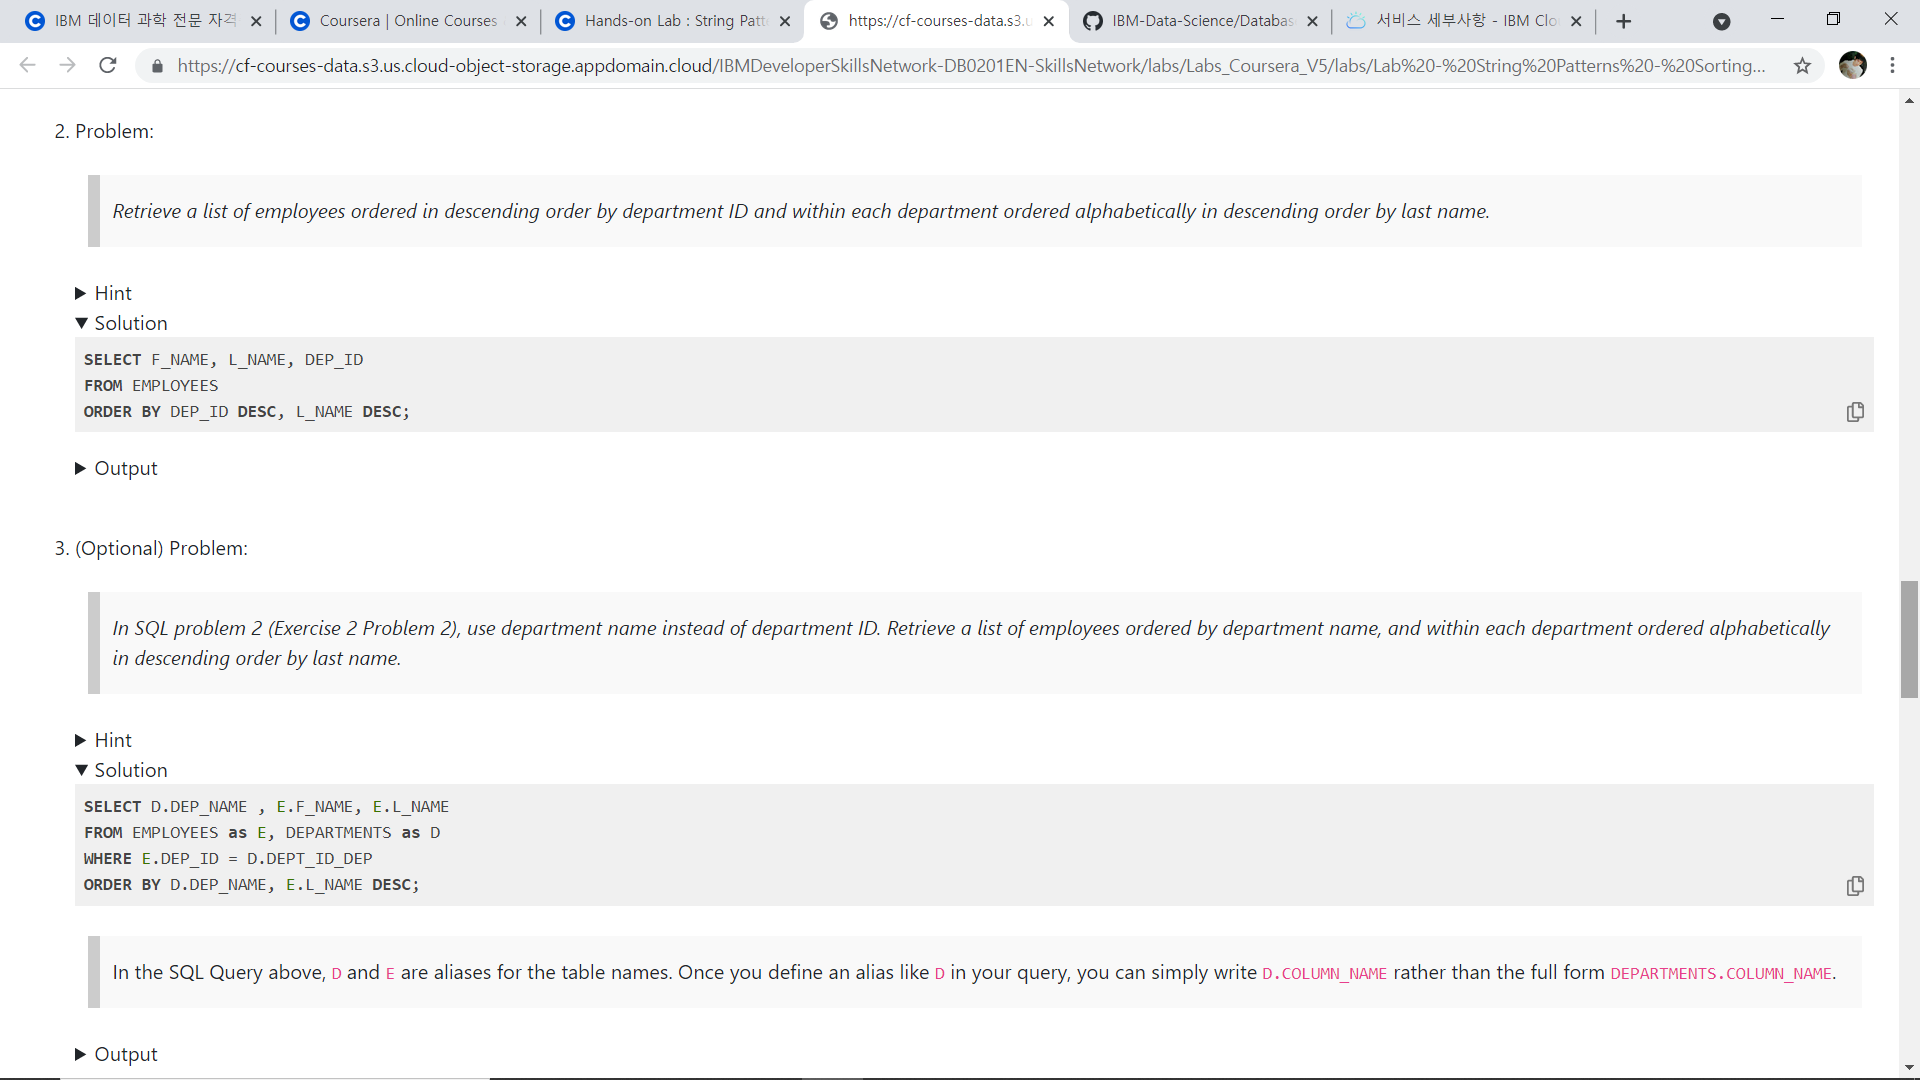 IBM 데이터 과학 전문 자격
Coursera | Online Courses
Hands-on Lab : String Patt
https://cf-courses-data.s3.u
IBM-Data-Science/Databas
서비스 세부사항 - IBM Clo
https://cf-courses-data.s3.us.cloud-object-storage.appdomain.cloud/IBMDeveloperSkillsNetwork-DB0201EN-SkillsNetwork/labs/Labs_Coursera_V5/labs/Lab%20-%20String%20Patterns%20-%20Sorting...
2. Problem:
Retrieve a list of employees ordered in descending order by department ID and within each department ordered alphabetically in descending order by last name.
▶ Hint
▼ Solution
SELECT F_NAME, L_NAME, DEP_ID
FROM EMPLOYEES
ORDER BY DEP_ID DESC, L_NAME DESC;
▶ Output
3. (Optional) Problem:
In SQL problem 2 (Exercise 2 Problem 2), use department name instead of department ID. Retrieve a list of employees ordered by department name, and within each department ordered alphabetically
in descending order by last name.
▶ Hint
▼ Solution
SELECT D.DEP_NAME , E.F_NAME, E.L_NAME
FROM EMPLOYEES as E, DEPARTMENTS as D
WHERE E.DEP_ID = D.DEPT_ID_DEP
ORDER BY D.DEP_NAME, E.L_NAME DESC;
In the SQL Query above, D and E are aliases for the table names. Once you define an alias like D in your query, you can simply write D.COLUMN_NAME rather than the full form DEPARTMENTS.COLUMN_NAME.
▶ Output